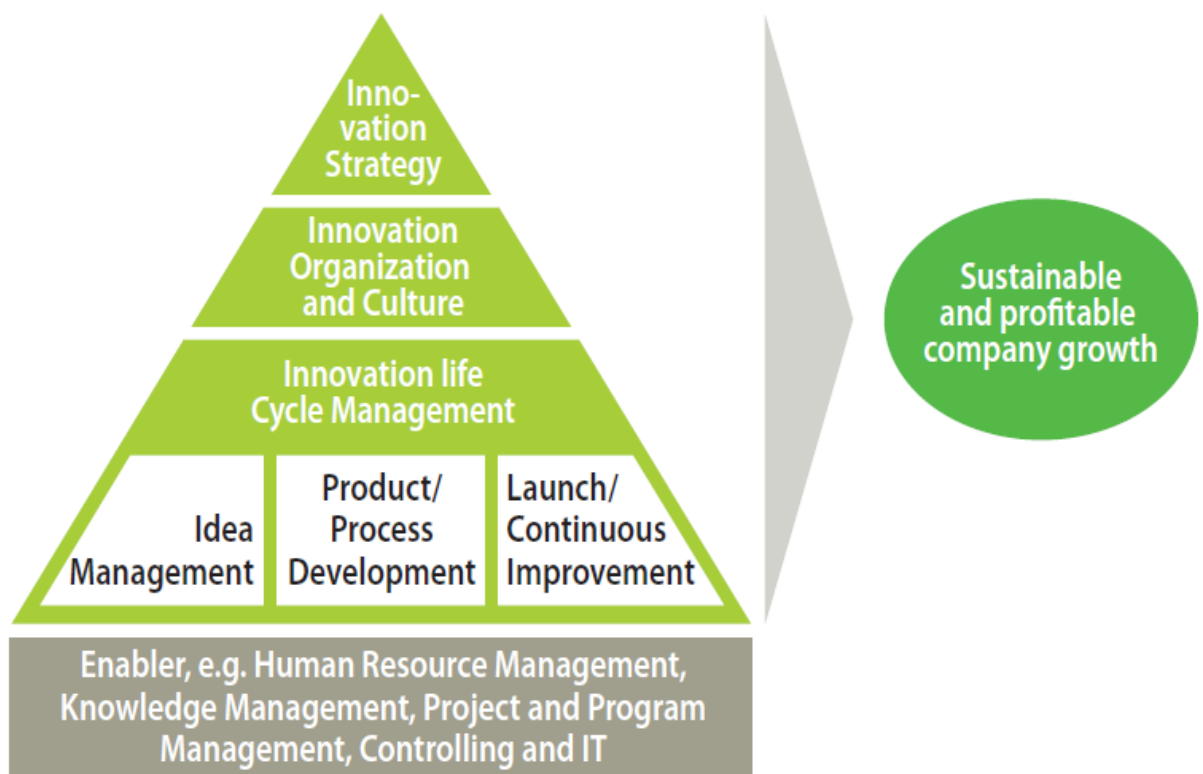 Inno-
vation
Strategy
Innovation
Organization
and Culture
Innovation life
Cycle Management
Idea
Management
Product/
Process
Development
Launch/
Continuous
Improvement
Enabler, e.g. Human Resource Management,
Knowledge Management, Project and Program
Management, Controlling and IT
Sustainable
and profitable
company growth